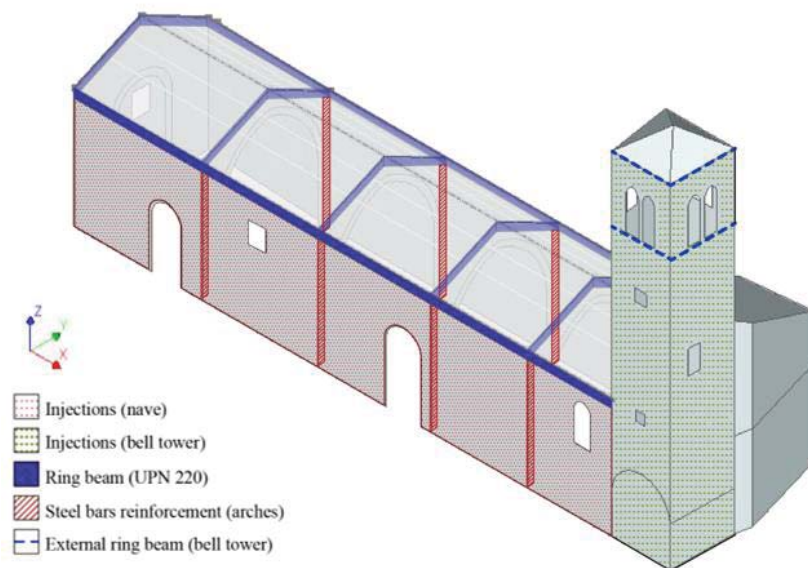 Z
Y
X
Injections (nave)
Injections (bell tower)
Ring beam (UPN 220)
Steel bars reinforcement (arches)
External ring beam (bell tower)